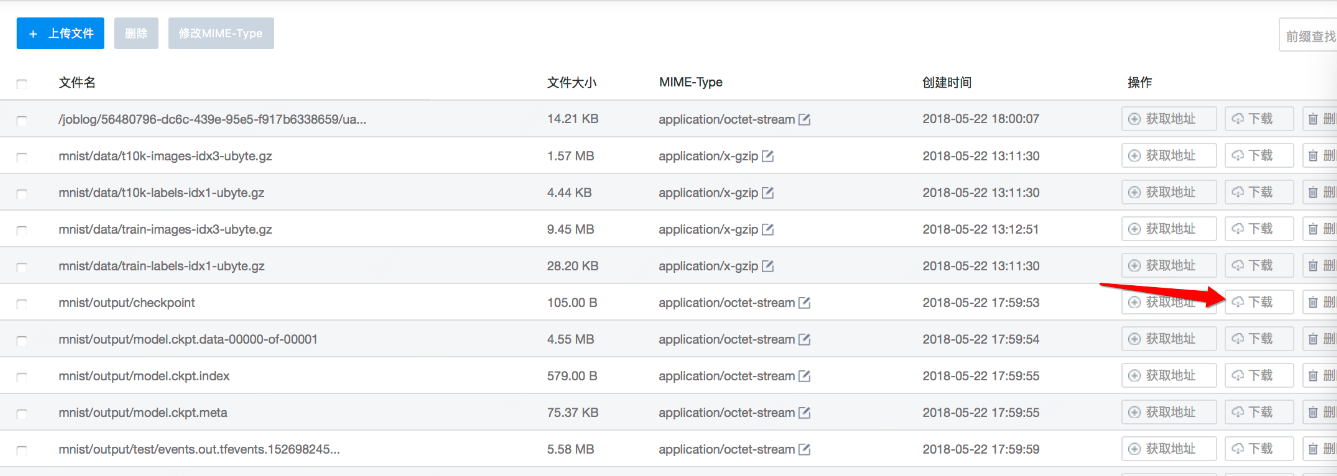 + 上传文件 删除 修改MIME-Type 前缀查找
文件名 文件大小 MIME-Type 创建时间 操作
/joblog/56480796-dc6c-439e-95e5-f917b6338659/ua... 14.21 KB application/octet-stream 2018-05-22 18:00:07 获取地址 下载 删
mnist/data/t10k-images-idx3-ubyte.gz 1.57 MB application/x-gzip 2018-05-22 13:11:30 获取地址 下载 删
mnist/data/t10k-labels-idx1-ubyte.gz 4.44 KB application/x-gzip 2018-05-22 13:11:30 获取地址 下载 删
mnist/data/train-images-idx3-ubyte.gz 9.45 MB application/x-gzip 2018-05-22 13:12:51 获取地址 下载 删
mnist/data/train-labels-idx1-ubyte.gz 28.20 KB application/x-gzip 2018-05-22 13:11:30 获取地址 下载 删
mnist/output/checkpoint 105.00 B application/octet-stream 2018-05-22 17:59:53 获取地址 下载 删
mnist/output/model.ckpt.data-00000-of-00001 4.55 MB application/octet-stream 2018-05-22 17:59:54 获取地址 下载 删
mnist/output/model.ckpt.index 579.00 B application/octet-stream 2018-05-22 17:59:55 获取地址 下载 删
mnist/output/model.ckpt.meta 75.37 KB application/octet-stream 2018-05-22 17:59:55 获取地址 下载 删
mnist/output/test/events.out.tfevents.152698245... 5.58 MB application/octet-stream 2018-05-22 17:59:59 获取地址 下载 删